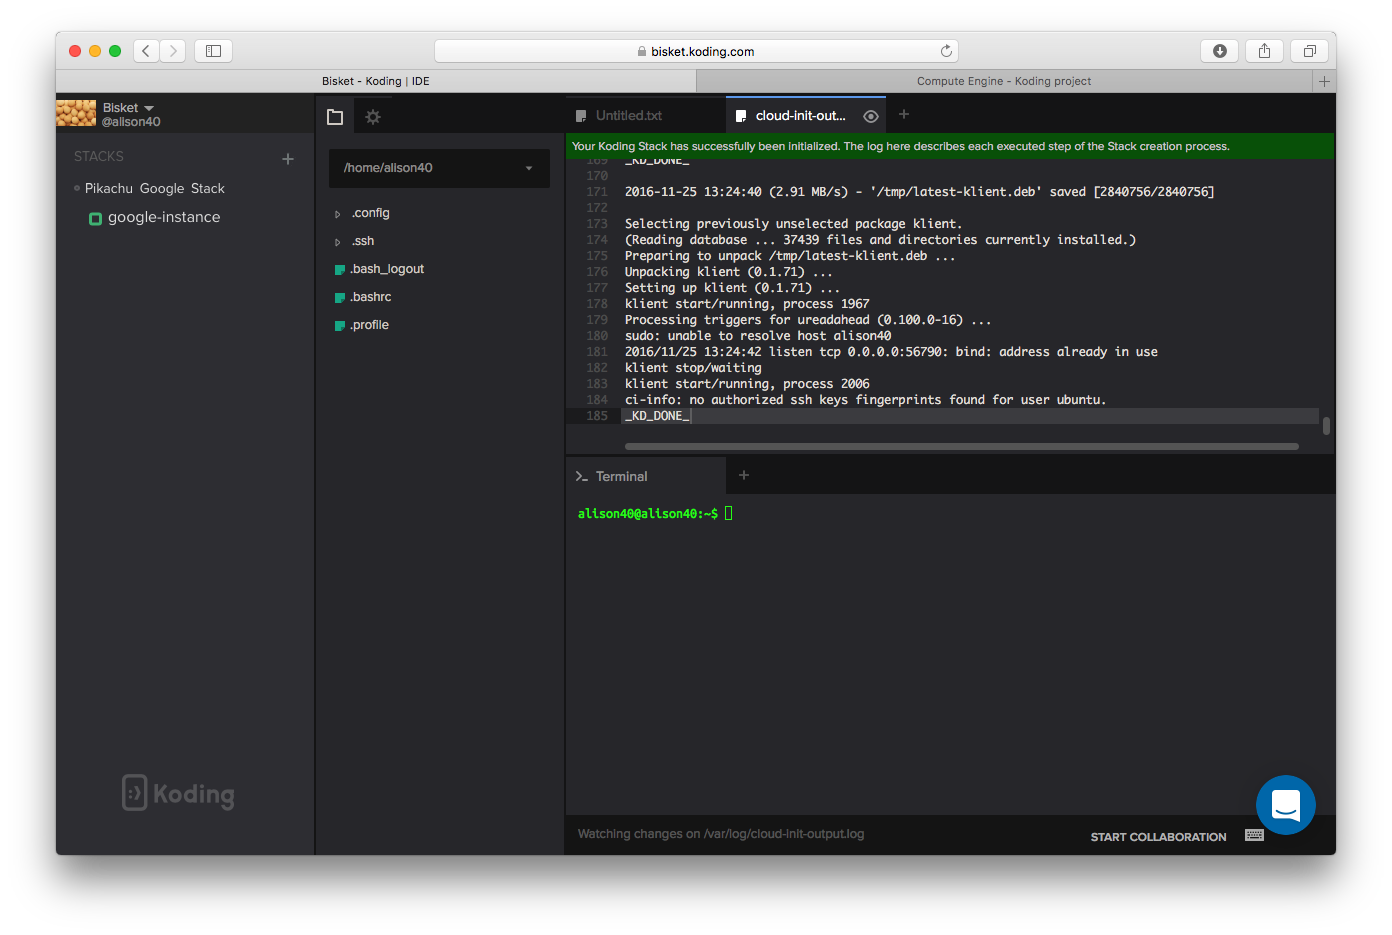 bisket.koding.com
Bisket - Koding | IDE
Compute Engine - Koding project
Bisket
@alison40
STACKS
Pikachu Google Stack
google-instance
Koding
/home/alison40
.config
.ssh
.bash_logout
.bashrc
.profile
Untitled.txt
cloud-init-out...
Your Koding Stack has successfully been initialized. The log here describes each executed step of the Stack creation process.
169 _KD_DONE_
170
171 2016-11-25 13:24:40 (2.91 MB/s) - '/tmp/latest-klient.deb' saved [2840756/2840756]
172
173 Selecting previously unselected package klient.
174 (Reading database ... 37439 files and directories currently installed.)
175 Preparing to unpack /tmp/latest-klient.deb ...
176 Unpacking klient (0.1.71) ...
177 Setting up klient (0.1.71) ...
178 klient start/running, process 1967
179 Processing triggers for ureadahead (0.100.0-16) ...
180 sudo: unable to resolve host alison40
181 2016/11/25 13:24:42 listen tcp 0.0.0.0:56790: bind: address already in use
182 klient stop/waiting
183 klient start/running, process 2006
184 ci-info: no authorized ssh keys fingerprints found for user ubuntu.
185 _KD_DONE_
Terminal
alison40@alison40:~$
Watching changes on /var/log/cloud-init-output.log
START COLLABORATION